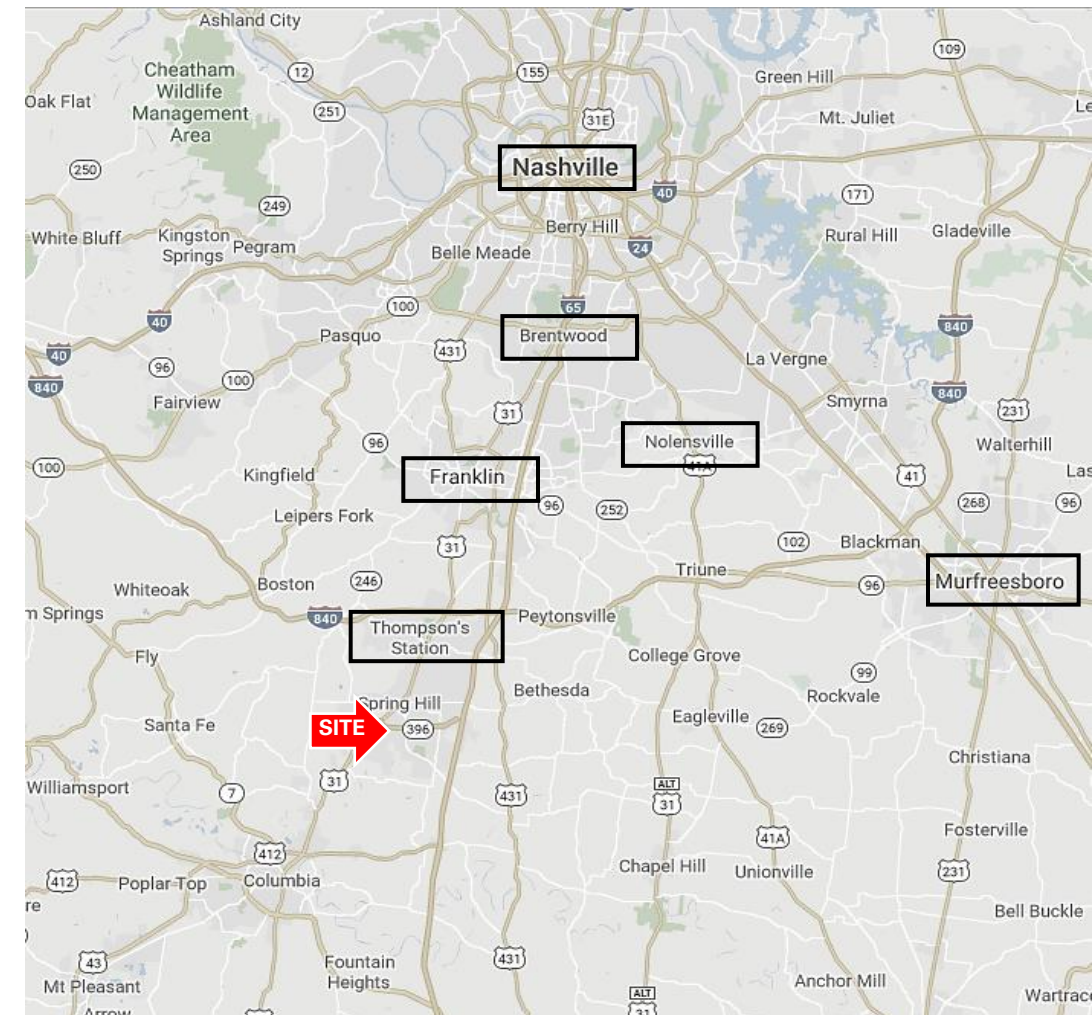 Ashland City
109
155
12
Green Hill
Cheatham
Wildlife
Management
Area
Oak Flat
251
31E
Mt. Juliet
Le
Nashville
250
40
171
249
White Bluff
Kingston
Springs
Pegram
Berry Hill
Belle Meade
24
Rural Hill
Gladeville
100
65
40
Pasquo
Brentwood
840
431
40
96
La Vergne
100
840
840
Fairview
31
Smyrna
231
96
Nolensville
Walterhill
100
Kingfield
Franklin
41A
41
Las
96
252
268
96
Leipers Fork
31
102
Blackman
Triune
Whiteoak
Boston
246
96
Murfreesboro
m Springs
840
Thompson's
Station
Peytonsville
Fly
College Grove
99
Rockvale
Bethesda
Spring Hill
SITE
396
Santa Fe
Eagleville
269
Christiana
31
Williamsport
7
431
ALT
31
Fosterville
41A
412
412
Poplar Top
Columbia
Chapel Hill
Unionville
231
re
Bell Buckle
43
Mt Pleasant
Fountain
Heights
431
Anchor Mill
ALT
31
Wartrac
Arrow